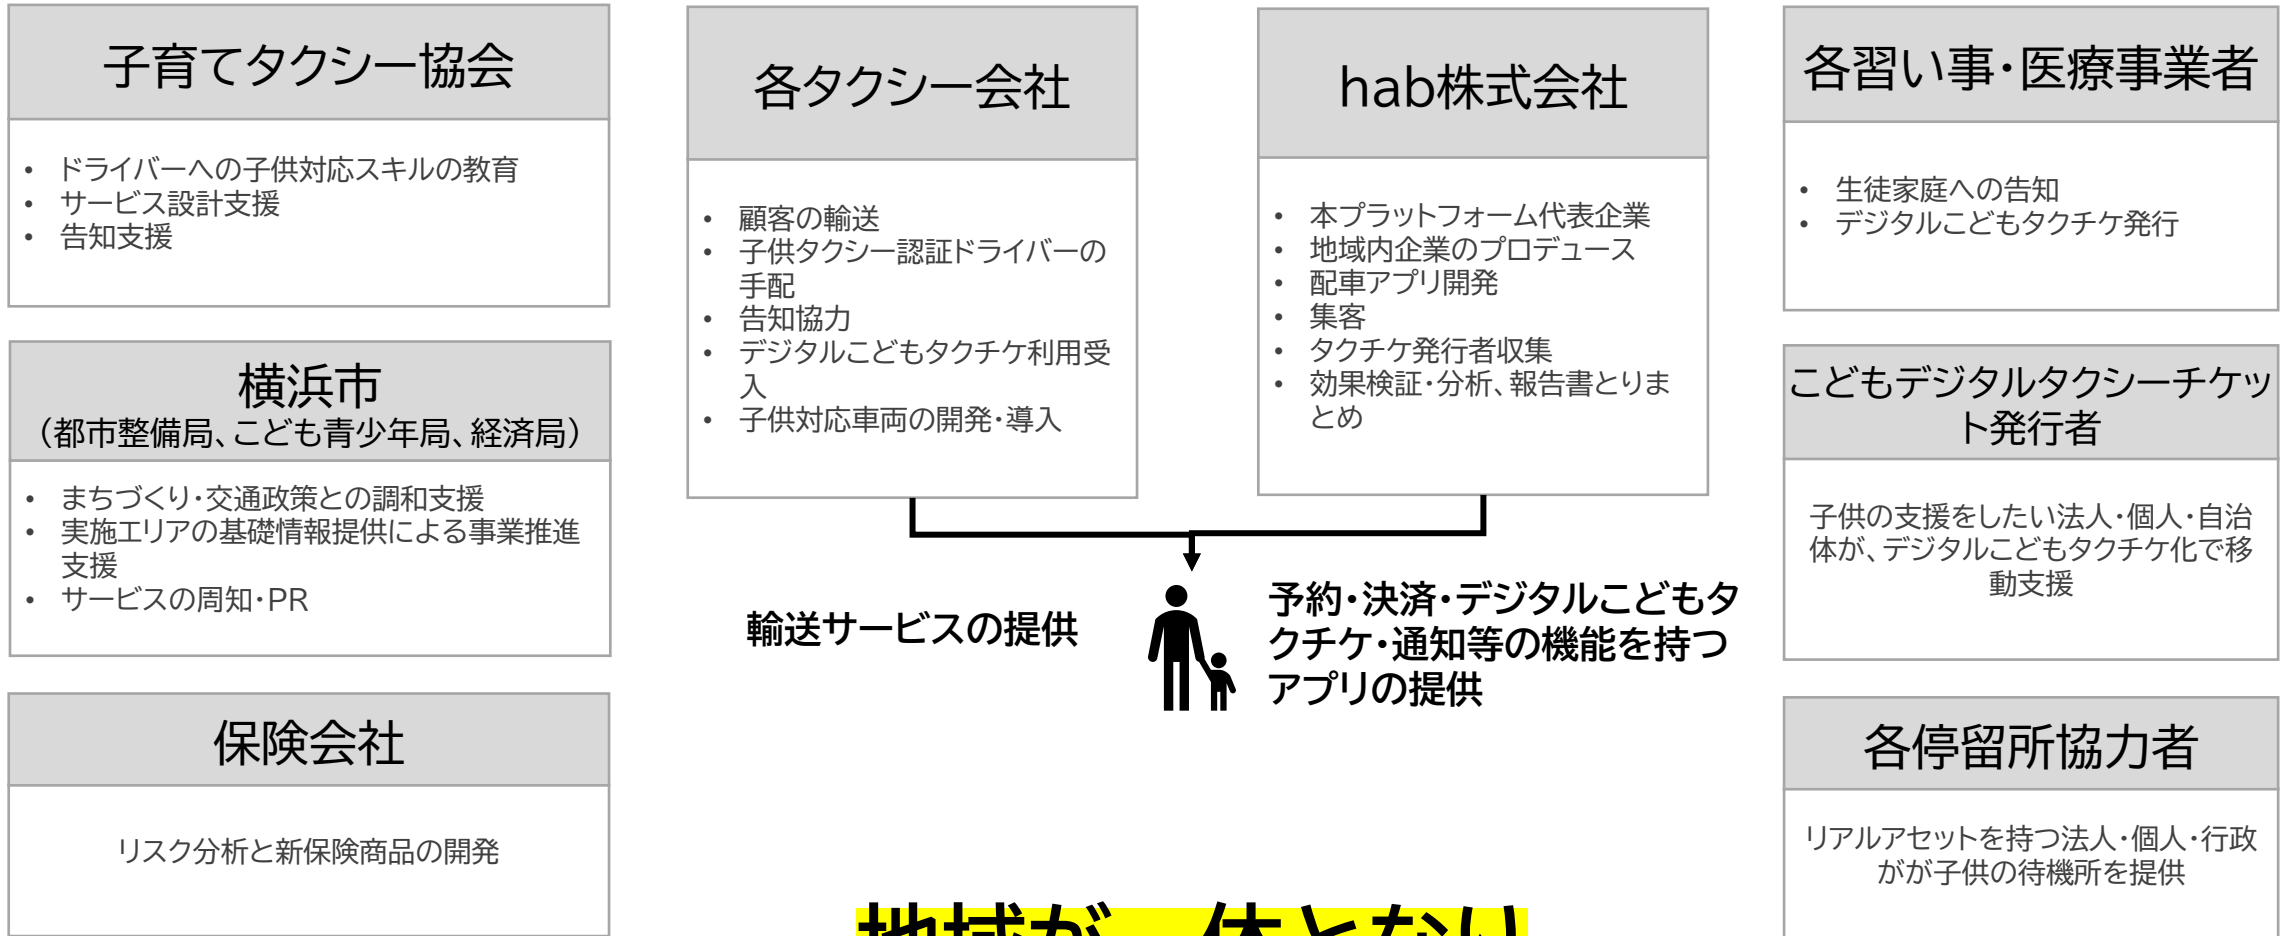 子育てタクシー協会
• ドライバーへの子供対応スキルの教育
• サービス設計支援
• 告知支援
横浜市
（都市整備局、こども青少年局、経済局）
• まちづくり・交通政策との調和支援
• 実施エリアの基礎情報提供による事業推進
支援
• サービスの周知・PR
保険会社
リスク分析と新保険商品の開発
各タクシー会社
• 顧客の輸送
• 子供タクシー認証ドライバーの
手配
• 告知協力
• デジタルこどもタクチケ利用受
入
• 子供対応車両の開発・導入
hab株式会社
• 本プラットフォーム代表企業
• 地域内企業のプロデュース
• 配車アプリ開発
• 集客
• タクチケ発行者収集
• 効果検証・分析、報告書とりま
とめ
輸送サービスの提供
予約・決済・デジタルこどもタ
クチケ・通知等の機能を持つ
アプリの提供
地域が一体となり
各習い事・医療事業者
• 生徒家庭への告知
• デジタルこどもタクチケ発行
こどもデジタルタクシーチケッ
ト発行者
子供の支援をしたい法人・個人・自治
体が、デジタルこどもタクチケ化で移
動支援
各停留所協力者
リアルアセットを持つ法人・個人・行政
がが子供の待機所を提供